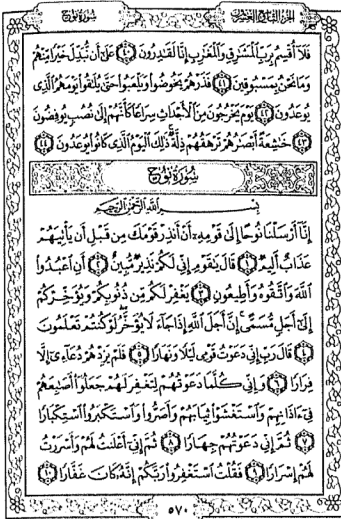 سُورَةُ نُوحٍ
الجزء التاسع والعشرون
فَلَآ أُقْسِمُ بِرَبِّ ٱلْمَشَٰرِقِ وَٱلْمَغَٰرِبِ إِنَّا لَقَٰدِرُونَ ﴿٤٠﴾ عَلَىٰٓ أَن نُّبَدِّلَ خَيْرًا مِّنْهُمْ
وَمَا نَحْنُ بِمَسْبُوقِينَ ﴿٤١﴾ فَذَرْهُمْ يَخُوضُوا۟ وَيَلْعَبُوا۟ حَتَّىٰ يُلَٰقُوا۟ يَوْمَهُمُ ٱلَّذِى
يُوعَدُونَ ﴿٤٢﴾ يَوْمَ يَخْرُجُونَ مِنَ ٱلْأَجْدَاثِ سِرَاعًا كَأَنَّهُمْ إِلَىٰ نُصُبٍ يُوفِضُونَ
﴿٤٣﴾ خَٰشِعَةً أَبْصَٰرُهُمْ تَرْهَقُهُمْ ذِلَّةٌ ذَٰلِكَ ٱلْيَوْمُ ٱلَّذِى كَانُوا۟ يُوعَدُونَ ﴿٤٤﴾
سُورَةُ نُوحٍ
بِسْمِ ٱللَّهِ ٱلرَّحْمَٰنِ ٱلرَّحِيمِ
إِنَّآ أَرْسَلْنَا نُوحًا إِلَىٰ قَوْمِهِۦٓ أَنْ أَنذِرْ قَوْمَكَ مِن قَبْلِ أَن يَأْتِيَهُمْ
عَذَابٌ أَلِيمٌ ﴿١﴾ قَالَ يَٰقَوْمِ إِنِّى لَكُمْ نَذِيرٌ مُّبِينٌ ﴿٢﴾ أَنِ ٱعْبُدُوا۟
ٱللَّهَ وَٱتَّقُوهُ وَأَطِيعُونِ ﴿٣﴾ يَغْفِرْ لَكُم مِّن ذُنُوبِكُمْ وَيُؤَخِّرْكُمْ
إِلَىٰٓ أَجَلٍ مُّسَمًّى إِنَّ أَجَلَ ٱللَّهِ إِذَا جَآءَ لَا يُؤَخَّرُ لَوْ كُنتُمْ تَعْلَمُونَ
﴿٤﴾ قَالَ رَبِّ إِنِّى دَعَوْتُ قَوْمِى لَيْلًا وَنَهَارًا ﴿٥﴾ فَلَمْ يَزِدْهُمْ دُعَآءِىٓ إِلَّا
فِرَارًا ﴿٦﴾ وَإِنِّى كُلَّمَا دَعَوْتُهُمْ لِتَغْفِرَ لَهُمْ جَعَلُوٓا۟ أَصَٰبِعَهُمْ
فِىٓ ءَاذَانِهِمْ وَٱسْتَغْشَوْا۟ ثِيَابَهُمْ وَأَصَرُّوا۟ وَٱسْتَكْبَرُوا۟ ٱسْتِكْبَارًا
﴿٧﴾ ثُمَّ إِنِّى دَعَوْتُهُمْ جِهَارًا ﴿٨﴾ ثُمَّ إِنِّىٓ أَعْلَنتُ لَهُمْ وَأَسْرَرْتُ
لَهُمْ إِسْرَارًا ﴿٩﴾ فَقُلْتُ ٱسْتَغْفِرُوا۟ رَبَّكُمْ إِنَّهُۥ كَانَ غَفَّارًا ﴿١٠﴾
٥٧٠